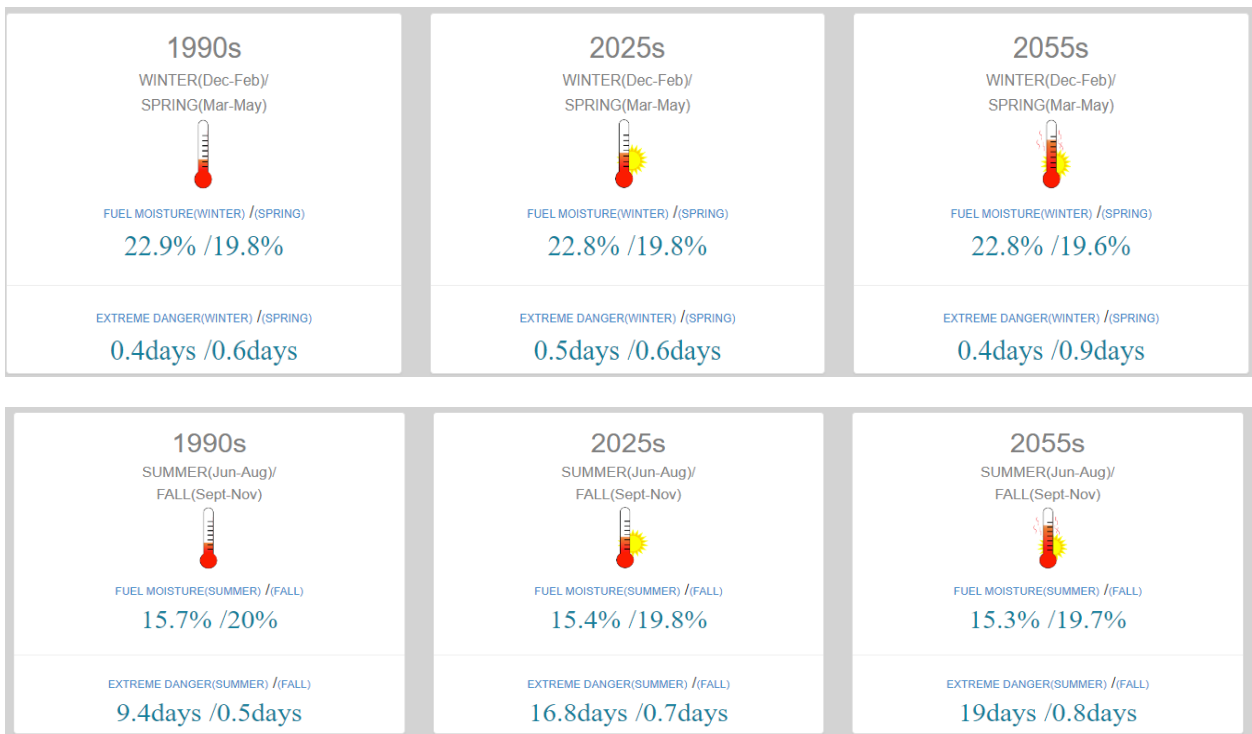 1990s
WINTER(Dec-Feb)/
SPRING(Mar-May)
FUEL MOISTURE(WINTER) /(SPRING)
22.9% /19.8%
EXTREME DANGER(WINTER) /(SPRING)
0.4days /0.6days
2025s
WINTER(Dec-Feb)/
SPRING(Mar-May)
FUEL MOISTURE(WINTER) /(SPRING)
22.8% /19.8%
EXTREME DANGER(WINTER) /(SPRING)
0.5days /0.6days
2055s
WINTER(Dec-Feb)/
SPRING(Mar-May)
FUEL MOISTURE(WINTER) /(SPRING)
22.8% /19.6%
EXTREME DANGER(WINTER) /(SPRING)
0.4days /0.9days
1990s
SUMMER(Jun-Aug)/
FALL(Sept-Nov)
FUEL MOISTURE(SUMMER) /(FALL)
15.7% /20%
EXTREME DANGER(SUMMER) /(FALL)
9.4days /0.5days
2025s
SUMMER(Jun-Aug)/
FALL(Sept-Nov)
FUEL MOISTURE(SUMMER) /(FALL)
15.4% /19.8%
EXTREME DANGER(SUMMER) /(FALL)
16.8days /0.7days
2055s
SUMMER(Jun-Aug)/
FALL(Sept-Nov)
FUEL MOISTURE(SUMMER) /(FALL)
15.3% /19.7%
EXTREME DANGER(SUMMER) /(FALL)
19days /0.8days